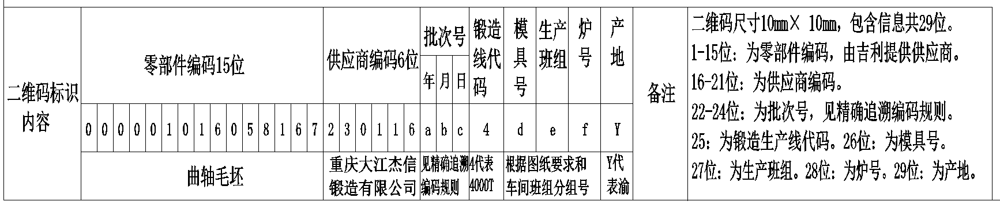 二维码标识
内容
零部件编码15位
供应商编码6位
批次号
年 月 日
锻造
线代
码
模
具
号
生产
班组
炉
号
产
地
0 0 0 0 0 1 0 1 6 0 5 8 1 6 7 2 3 0 1 1 6 a b c 4 d e f Y
曲轴毛坯
重庆大江杰信
锻造有限公司
见精确追溯
编码规则
4代表
4000T
根据图纸要求和
车间班组分组号
Y代
表渝
备注
二维码尺寸10mm× 10mm，包含信息共29位。
1-15位：为零部件编码，由吉利提供供应商。
16-21位：为供应商编码。
22-24位：为批次号，见精确追溯编码规则。
25：为锻造生产线代码。26位：为模具号。
27位：为生产班组。28位：为炉号。29位：为产地。